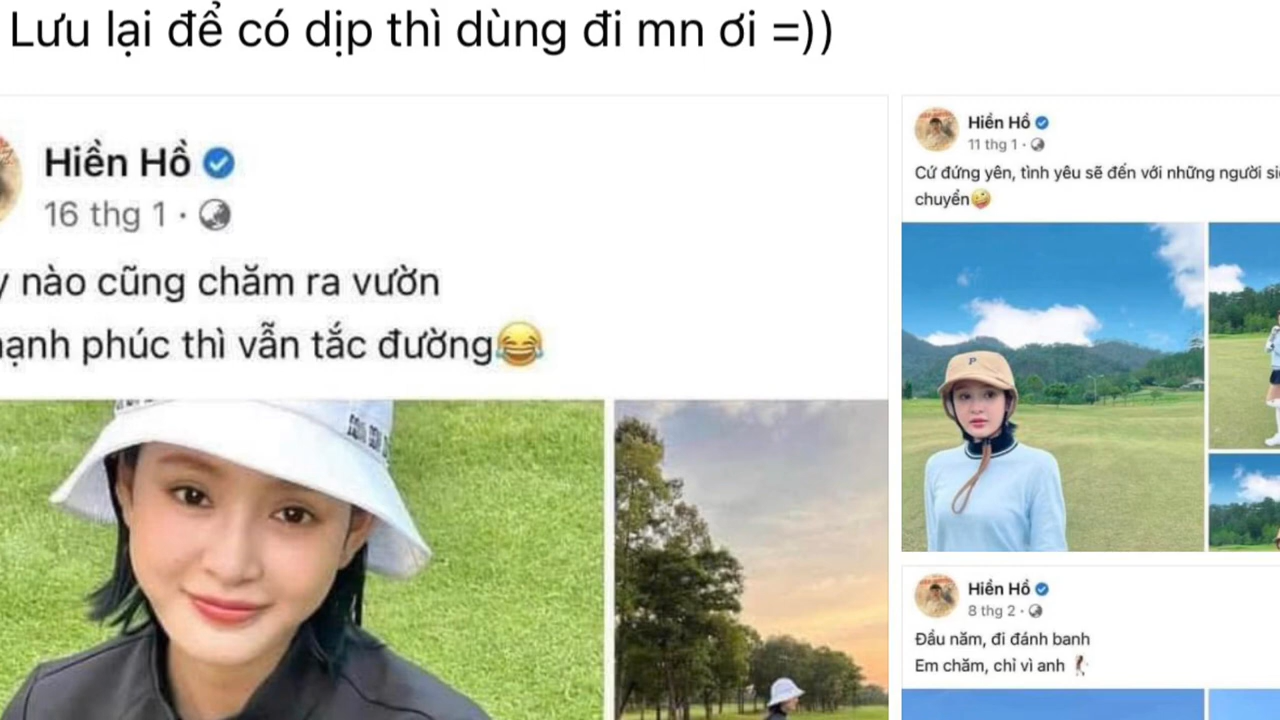 Lưu lại để có dịp thì dùng đi mn ơi =))
Hiền Hồ
16 thg 1 ·
nào cũng chăm ra vườn
phúc thì vẫn tắc đường😂
Hiền Hồ
11 thg 1 ·
Cứ đứng yên, tình yêu sẽ đến với những người
chuyển🤪
P
Hiền Hồ
8 thg 2 ·
Đầu năm, đi đánh banh
Em chăm, chỉ vì anh